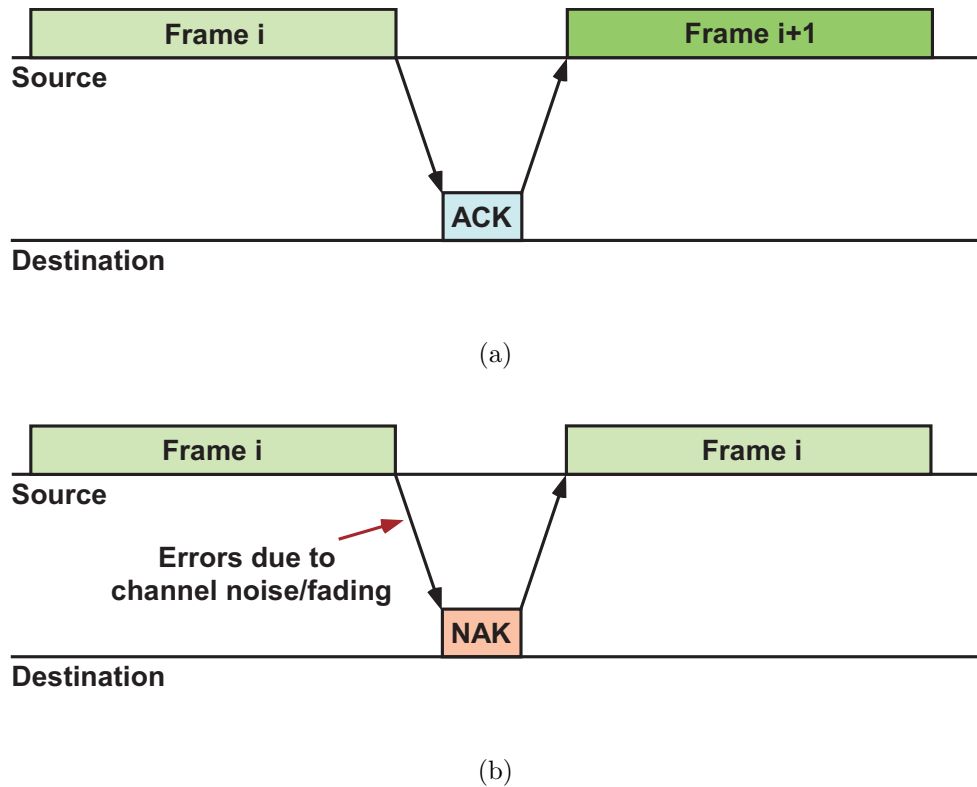 Frame i
Frame i+1
Source
ACK
Destination
(a)
Frame i
Frame i
Source
Errors due to
channel noise/fading
NAK
Destination
(b)